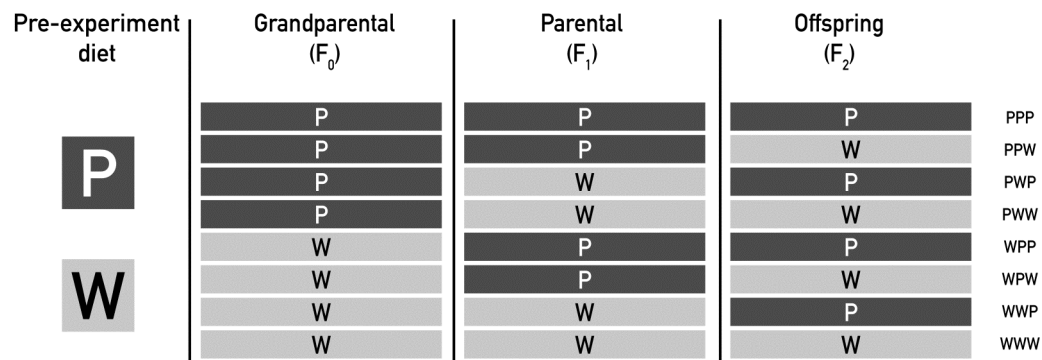 Pre-experiment diet
Grandparental (F0)
Parental (F1)
Offspring (F2)
P
W
P P P PPP
P P W PPW
P W P PWP
P W W PWW
W P P WPP
W P W WPW
W W P WWP
W W W WWW